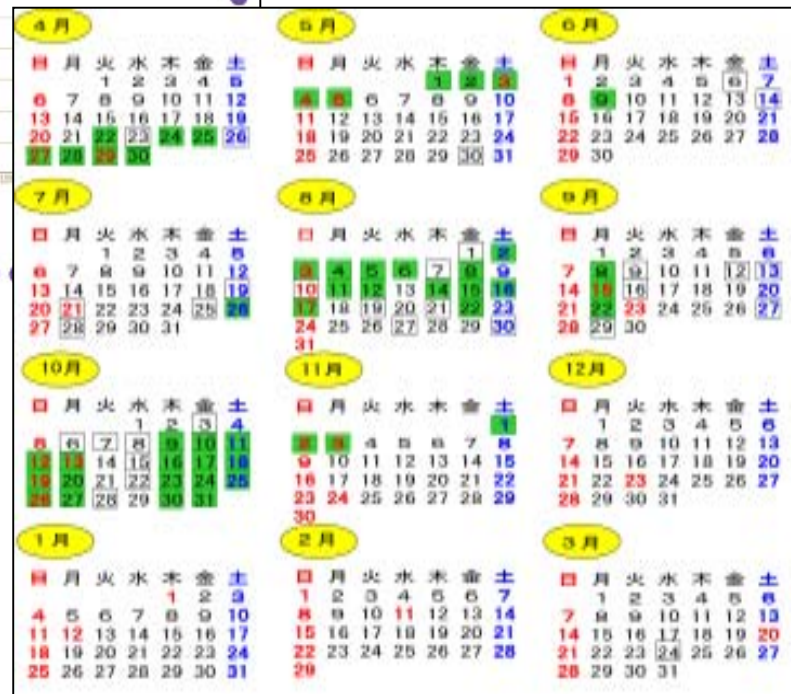 4月
日 月 火 水 木 金 土
1 2 3 4 5
6 7 8 9 10 11 12
13 14 15 16 17 18 19
20 21 22 23 24 25 26
27 28 29 30
5月
日 月 火 水 木 金 土
1 2 3
4 5 6 7 8 9 10
11 12 13 14 15 16 17
18 19 20 21 22 23 24
25 26 27 28 29 30 31
6月
日 月 火 水 木 金 土
1 2 3 4 5 6 7
8 9 10 11 12 13 14
15 16 17 18 19 20 21
22 23 24 25 26 27 28
29 30
7月
日 月 火 水 木 金 土
1 2 3 4 5
6 7 8 9 10 11 12
13 14 15 16 17 18 19
20 21 22 23 24 25 26
27 28 29 30 31
8月
日 月 火 水 木 金 土
1 2
3 4 5 6 7 8 9
10 11 12 13 14 15 16
17 18 19 20 21 22 23
24 25 26 27 28 29 30
31
9月
日 月 火 水 木 金 土
1 2 3 4 5 6
7 8 9 10 11 12 13
14 15 16 17 18 19 20
21 22 23 24 25 26 27
28 29 30
10月
日 月 火 水 木 金 土
1 2 3 4
5 6 7 8 9 10 11
12 13 14 15 16 17 18
19 20 21 22 23 24 25
26 27 28 29 30 31
11月
日 月 火 水 木 金 土
1
2 3 4 5 6 7 8
9 10 11 12 13 14 15
16 17 18 19 20 21 22
23 24 25 26 27 28 29
30
12月
日 月 火 水 木 金 土
1 2 3 4 5 6
7 8 9 10 11 12 13
14 15 16 17 18 19 20
21 22 23 24 25 26 27
28 29 30 31
1月
日 月 火 水 木 金 土
1 2 3
4 5 6 7 8 9 10
11 12 13 14 15 16 17
18 19 20 21 22 23 24
25 26 27 28 29 30 31
2月
日 月 火 水 木 金 土
1 2 3 4 5 6 7
8 9 10 11 12 13 14
15 16 17 18 19 20 21
22 23 24 25 26 27 28
29
3月
日 月 火 水 木 金 土
1 2 3 4 5 6
7 8 9 10 11 12 13
14 15 16 17 18 19 20
21 22 23 24 25 26 27
28 29 30 31